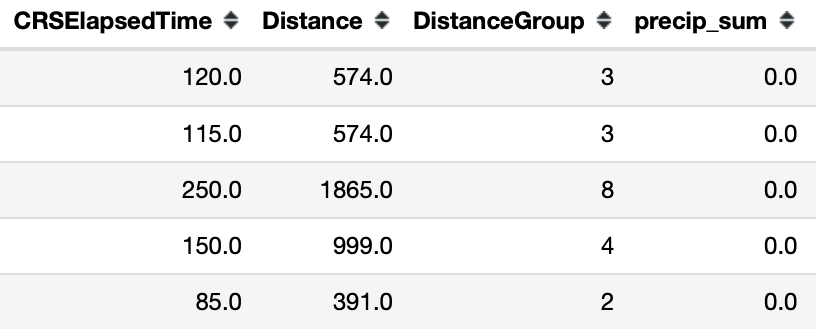 CRSElapsedTime Distance DistanceGroup precip_sum
120.0 574.0 3 0.0
115.0 574.0 3 0.0
250.0 1865.0 8 0.0
150.0 999.0 4 0.0
85.0 391.0 2 0.0